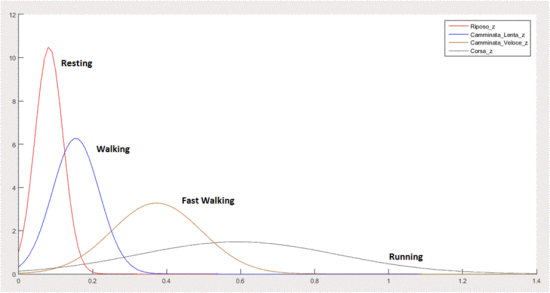 12
10
8
6
4
2
0
0
0.2
0.4
0.6
0.8
1
1.2
1.4
Riposo_z
Camminata_Lenta_z
Camminata_Veloce_z
Corsa_z
Resting
Walking
Fast Walking
Running